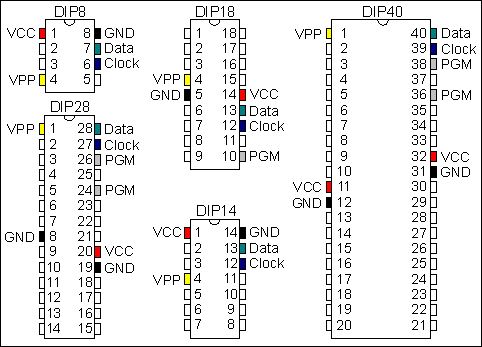 DIP8
VCC 1 8 GND
2 7 Data
3 6 Clock
VPP 4 5
DIP18
1 18
2 17
3 16
VPP 4 15
GND 5 14 VCC
6 13 Data
7 12 Clock
8 11
9 10 PGM
DIP40
VPP 1 40 Data
2 39 Clock
3 38 PGM
4 37
5 36 PGM
6 35
7 34
8 33
9 32 VCC
10 31 GND
VCC 11 30
GND 12 29
13 28
14 27
15 26
16 25
17 24
18 23
19 22
20 21
DIP28
VPP 1 28 Data
2 27 Clock
3 26 PGM
4 25
5 24 PGM
6 23
7 22
GND 8 21
9 20 VCC
10 19 GND
11 18
12 17
13 16
14 15
DIP14
VCC 1 14 GND
2 13 Data
3 12 Clock
VPP 4 11
5 10
6 9
7 8